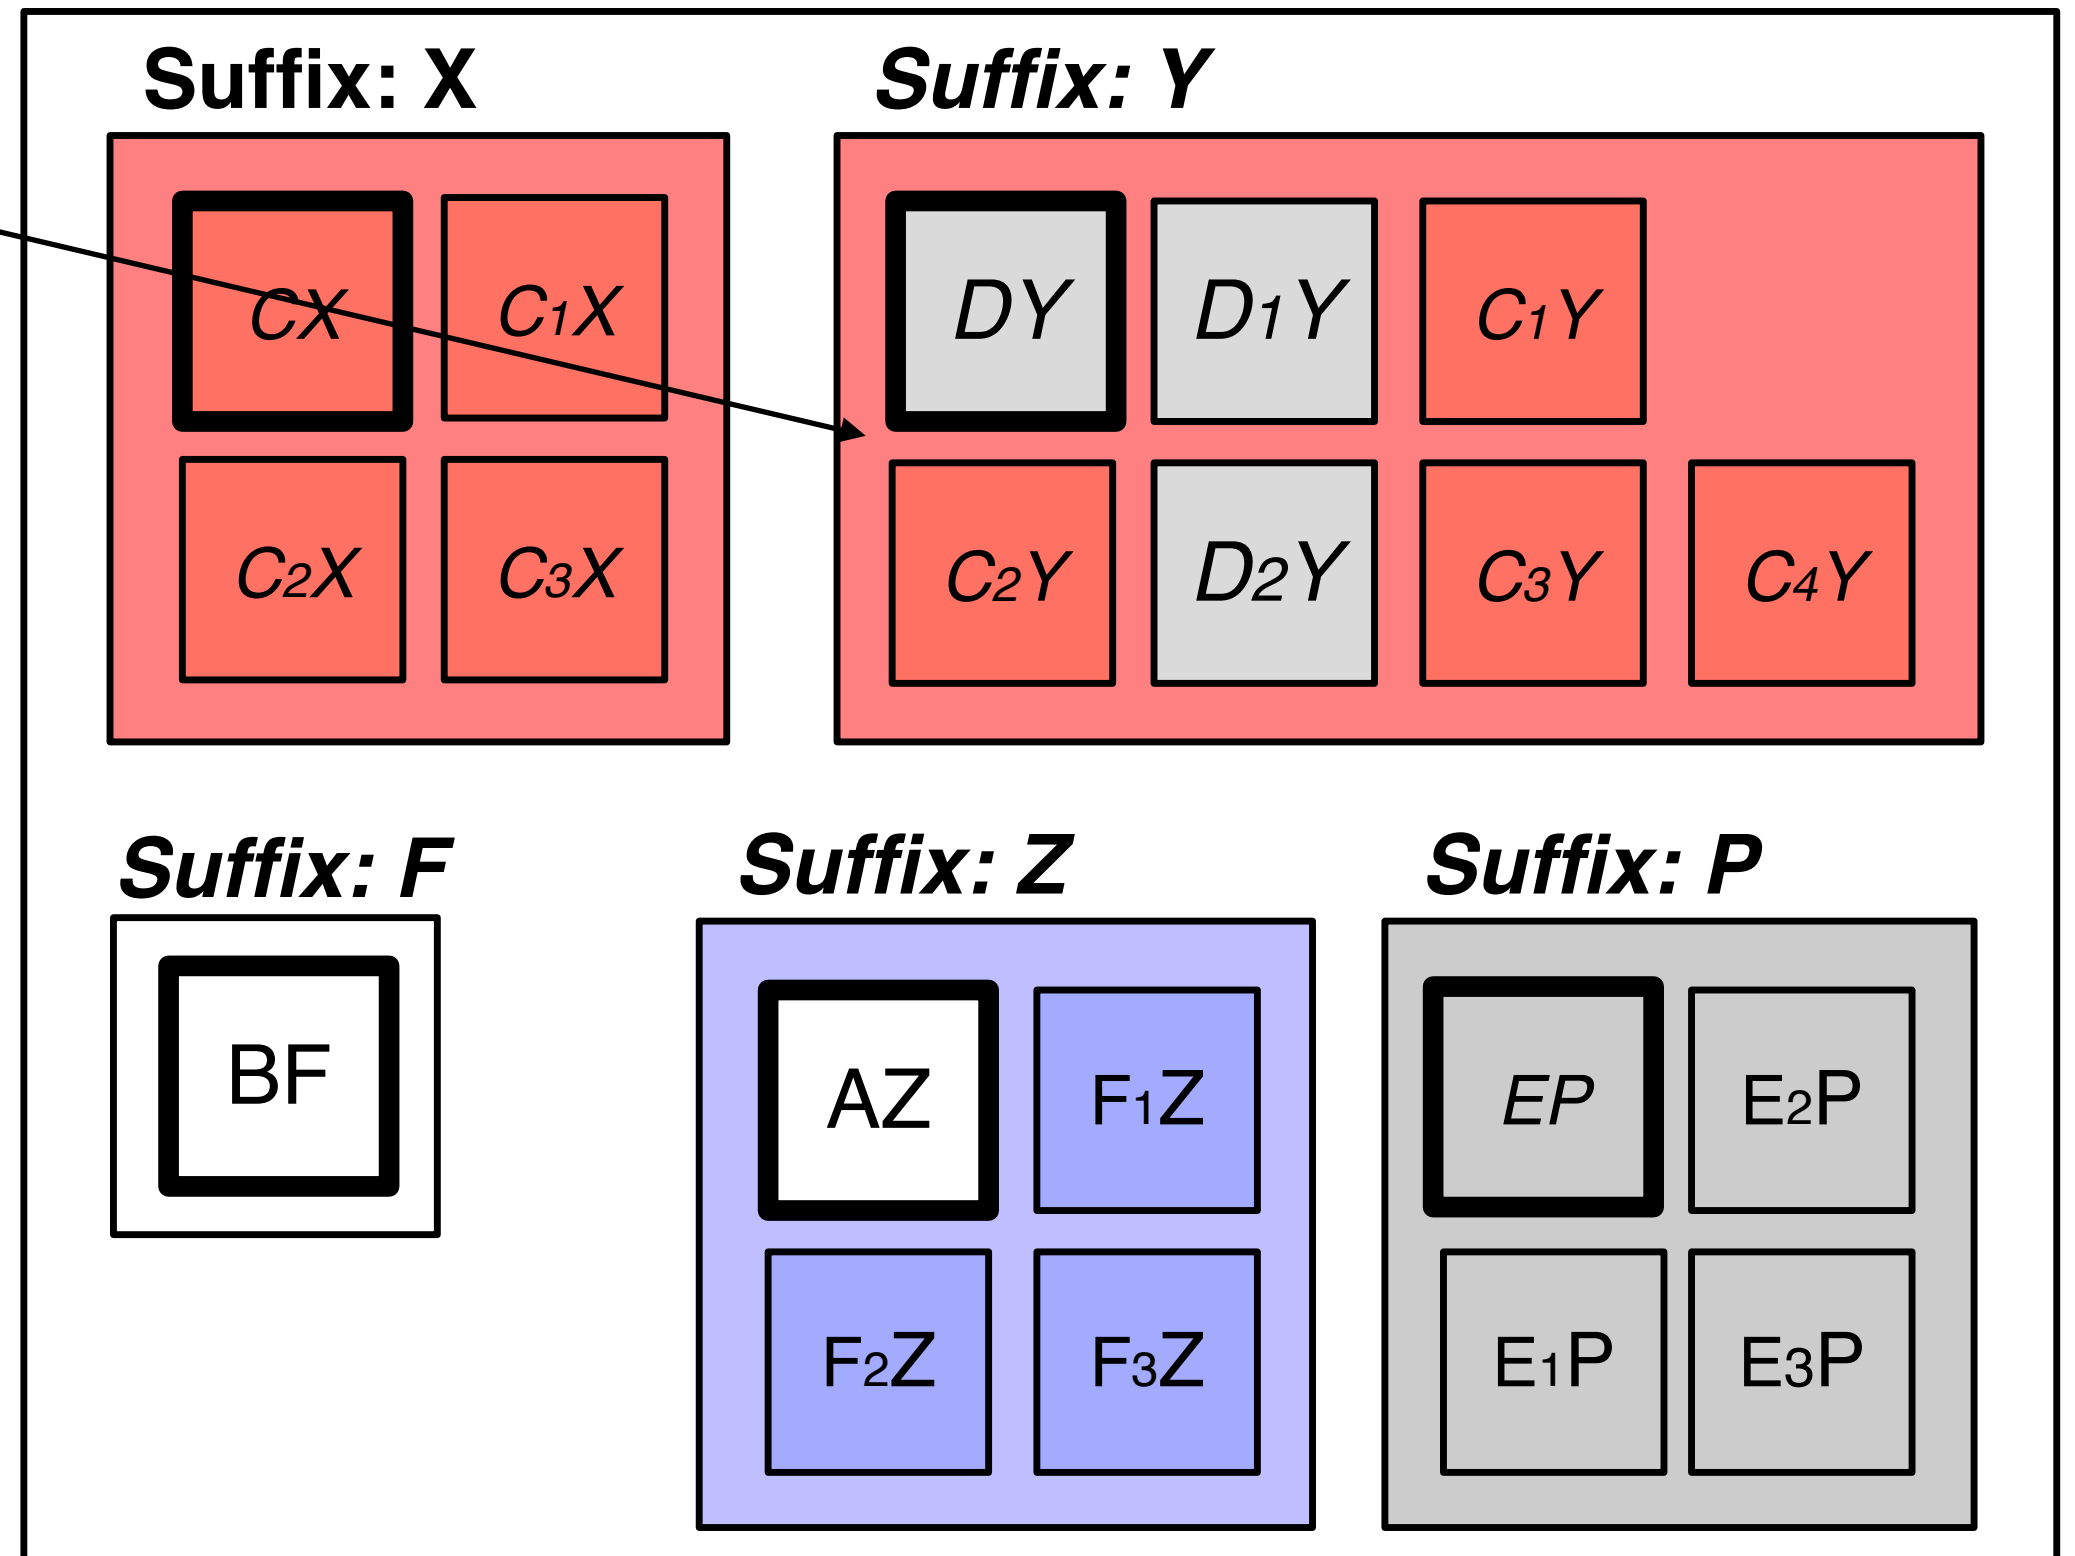 Suffix: X
Suffix: Y
CX C1X DY D1Y C1Y
C2X C3X C2Y D2Y C3Y C4Y
Suffix: F Suffix: Z Suffix: P
BF AZ F1Z EP E2P
F2Z F3Z E1P E3P